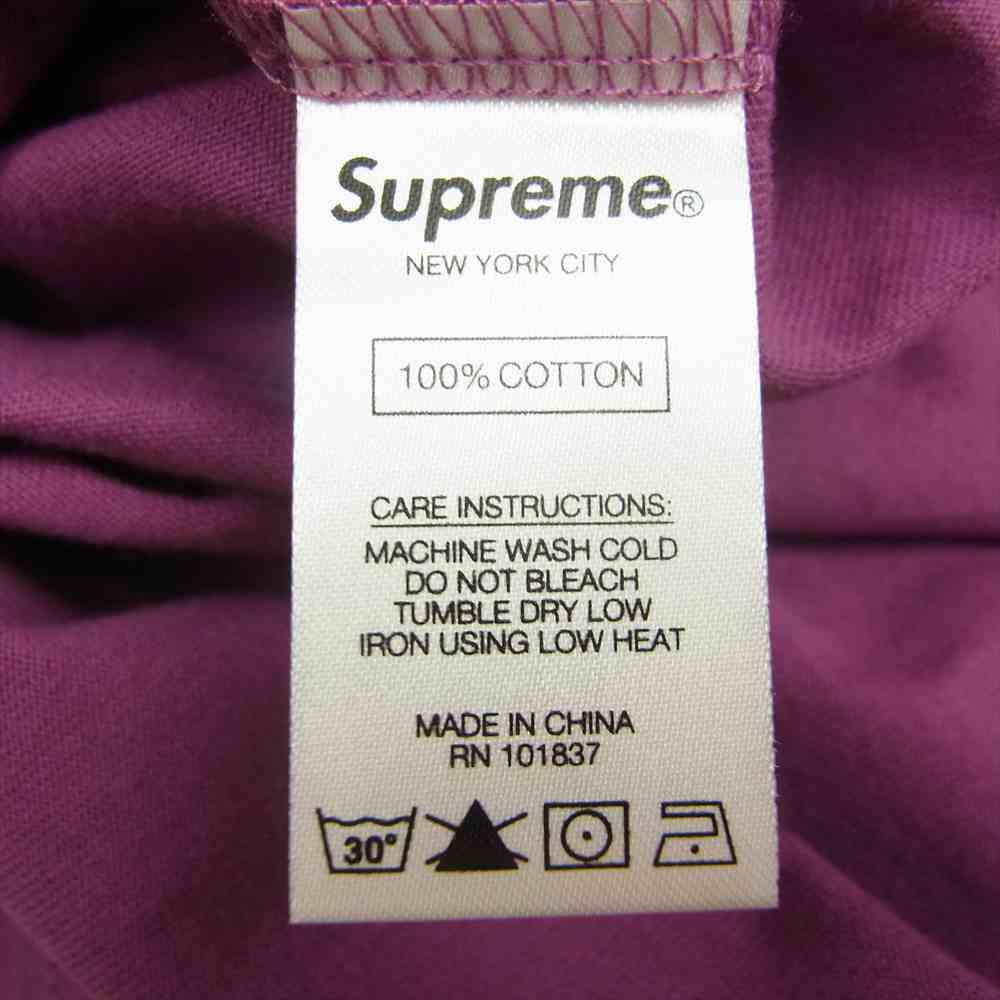 Supreme®
NEW YORK CITY
100% COTTON
CARE INSTRUCTIONS:
MACHINE WASH COLD
DO NOT BLEACH
TUMBLE DRY LOW
IRON USING LOW HEAT
MADE IN CHINA
RN 101837
30°